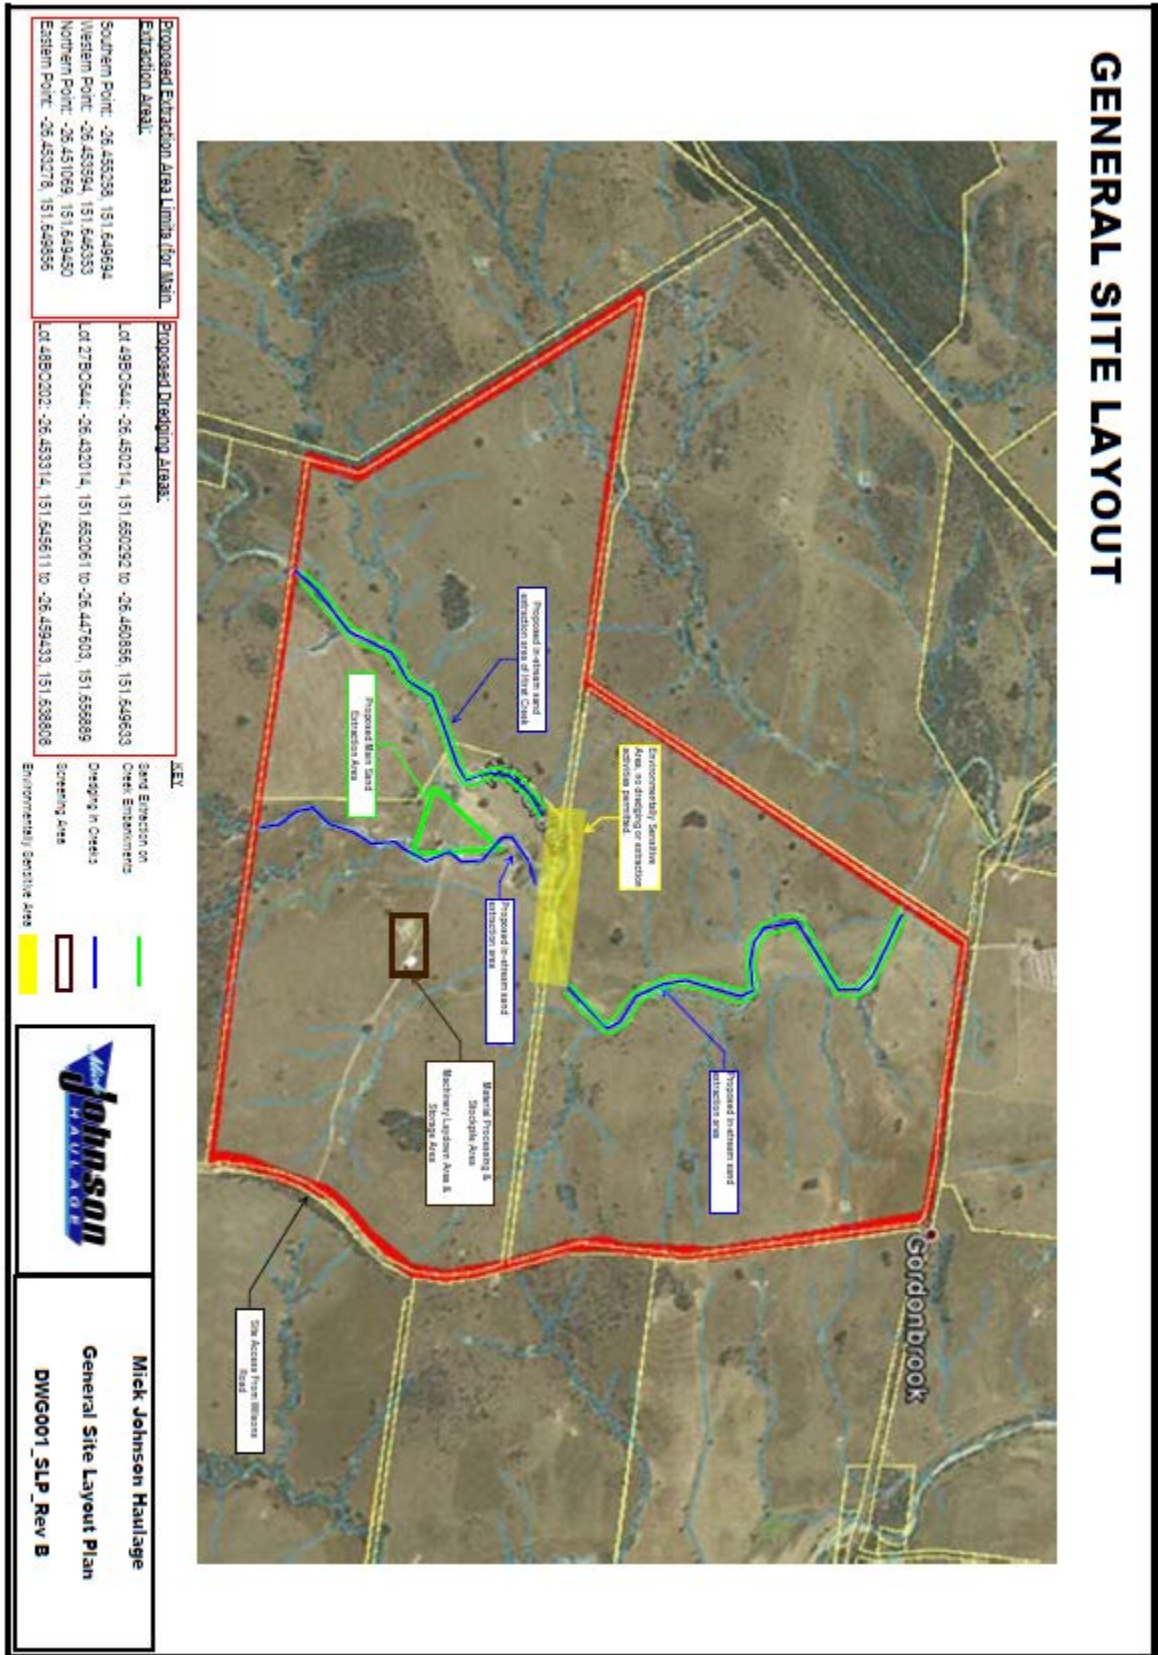 GENERAL SITE LAYOUT
Gordonbrook
Proposed in-stream sand
extraction area of Hirst Creek
Environmentally Sensitive
Area, no dredging or extraction
activities permitted.
Proposed Main Sand
Extraction Area
Proposed in-stream sand
extraction area
Proposed in-stream sand
extraction area
Material Processing &
Stockpile Area
Machinery Laydown Area &
Storage Area
Site Access From Wilsons
Road
Proposed Extraction Area Limits (for Main
Extraction Area):
Southern Point: -26.455258, 151.649694
Western Point: -26.453594, 151.646353
Northern Point: -26.451069, 151.649450
Eastern Point: -26.453278, 151.649856
Proposed Dredging Areas:
Lot 49BO544: -26.450214, 151.650292 to -26.460856, 151.649633
Lot 27BO544: -26.432014, 151.652061 to -26.447603, 151.656889
Lot 48BO202: -26.453314, 151.645611 to -26.459433, 151.638808
KEY
Sand Extraction on
Creek Embankments
Dredging in Creeks
Screening Area
Environmentally Sensitive Area
Mick
Johnson
HAULAGE
Mick Johnson Haulage
General Site Layout Plan
DWG001_SLP_Rev B